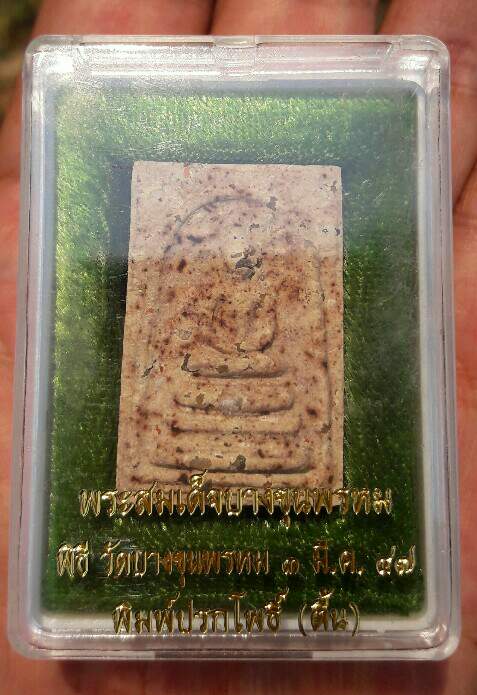 พระสมเด็จบางขุนพรหม
พิธี วัดบางขุนพรหม ๓ มี.ค. ๔๗
พิมพ์ปรกโพธิ์ (ตื้น)